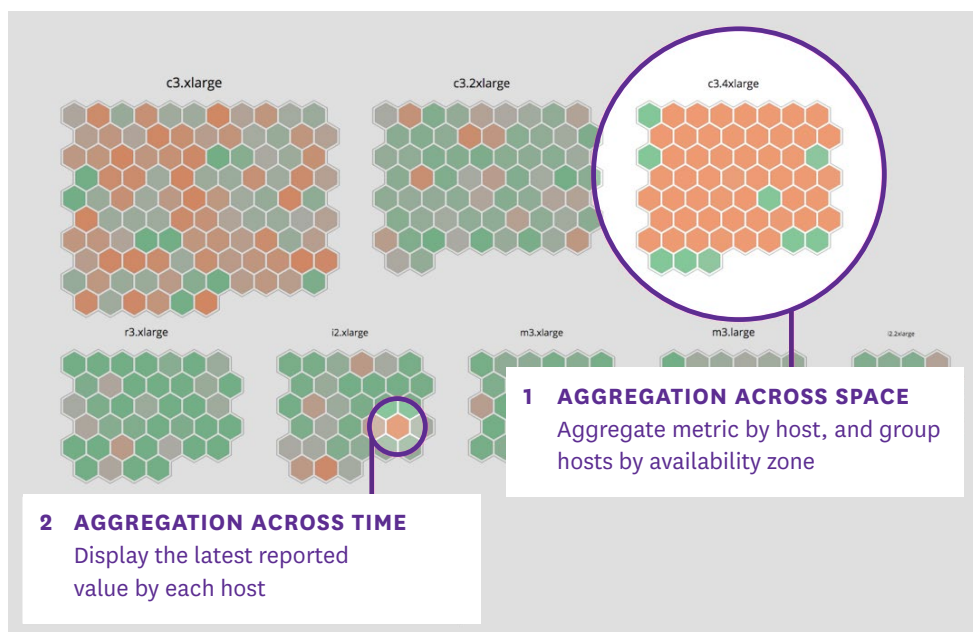 c3.xlarge
c3.2xlarge
c3.4xlarge
r3.xlarge
i2.xlarge
m3.xlarge
m3.large
i2.2xlarge
1 AGGREGATION ACROSS SPACE
Aggregate metric by host, and group
hosts by availability zone
2 AGGREGATION ACROSS TIME
Display the latest reported
value by each host